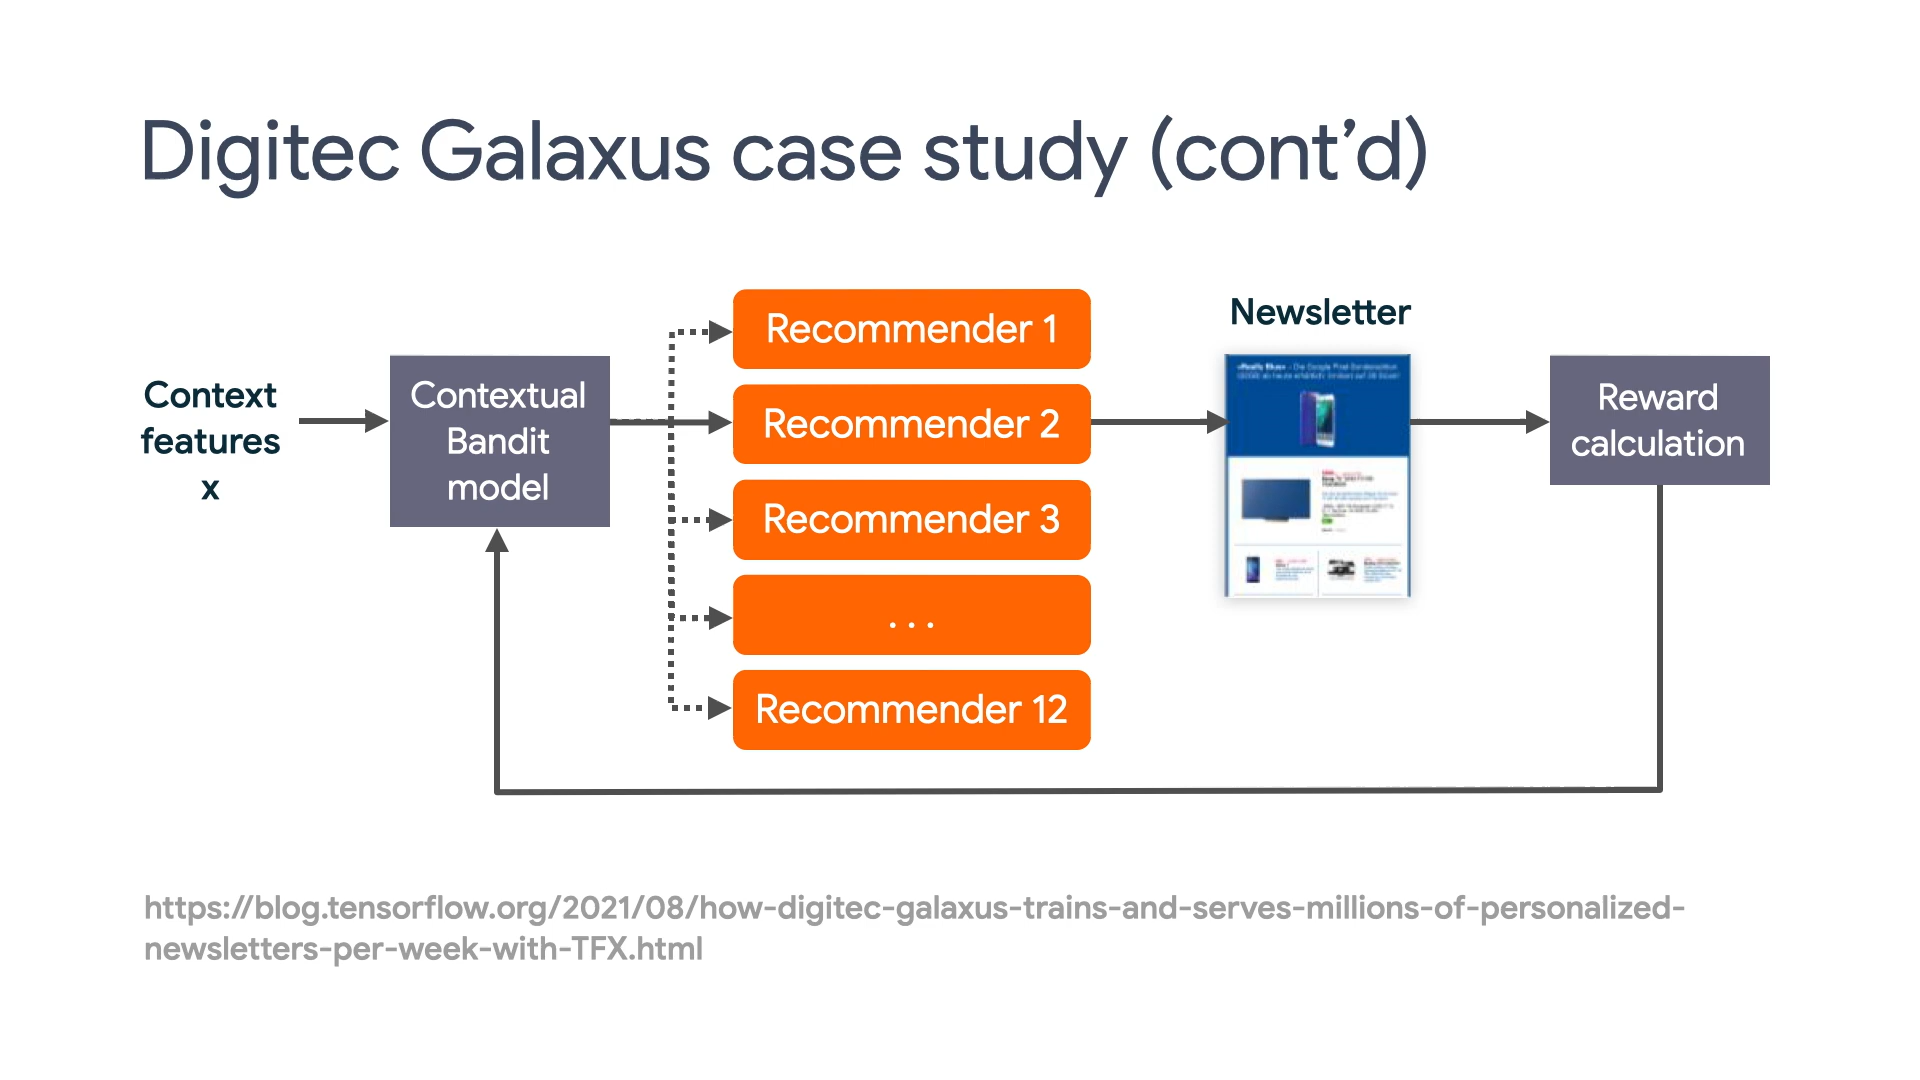 Digitec Galaxus case study (cont’d)
Context
features
x
Contextual
Bandit
model
Recommender 1
Recommender 2
Recommender 3
. . .
Recommender 12
Newsletter
Reward
calculation
https://blog.tensorflow.org/2021/08/how-digitec-galaxus-trains-and-serves-millions-of-personalized-
newsletters-per-week-with-TFX.html